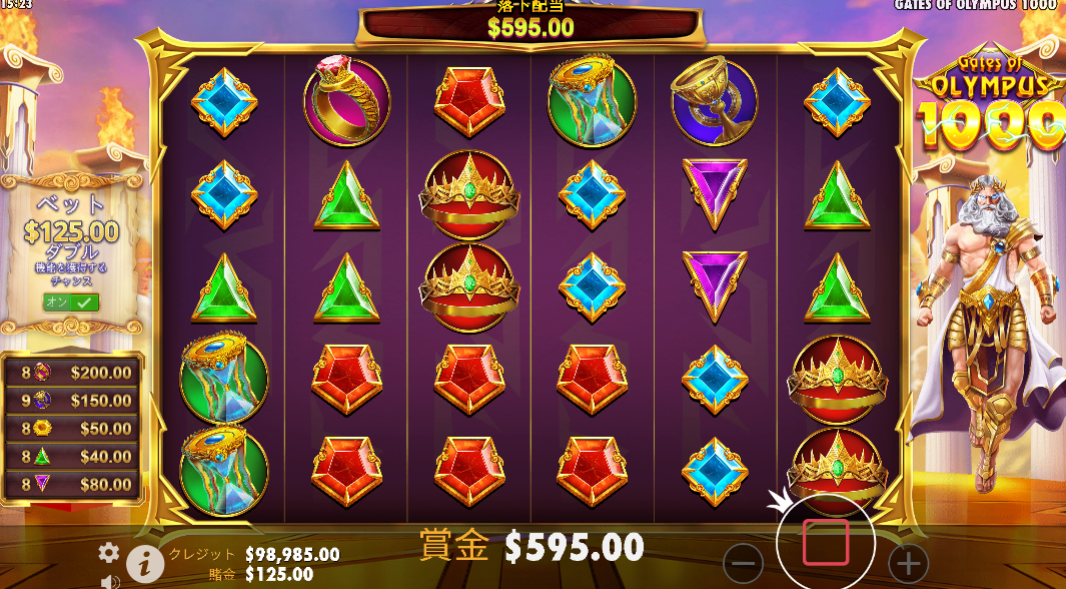 15:23
GATES OF OLYMPUS 1000
落下配当
$595.00
Gates of
OLYMPUS
1000
ベット
$125.00
ダブル
機能を獲得する
チャンス
オン
8 $200.00
9 $150.00
8 $50.00
8 $40.00
8 $80.00
クレジット $98,985.00
賭金 $125.00
賞金 $595.00